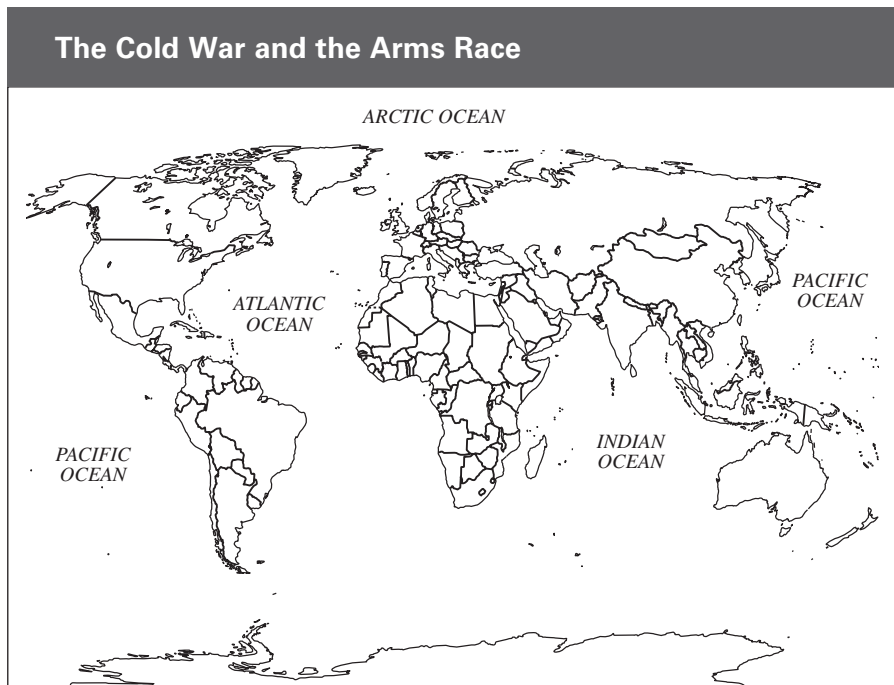 The Cold War and the Arms Race
ARCTIC OCEAN
ATLANTIC
OCEAN
PACIFIC
OCEAN
PACIFIC
OCEAN
INDIAN
OCEAN